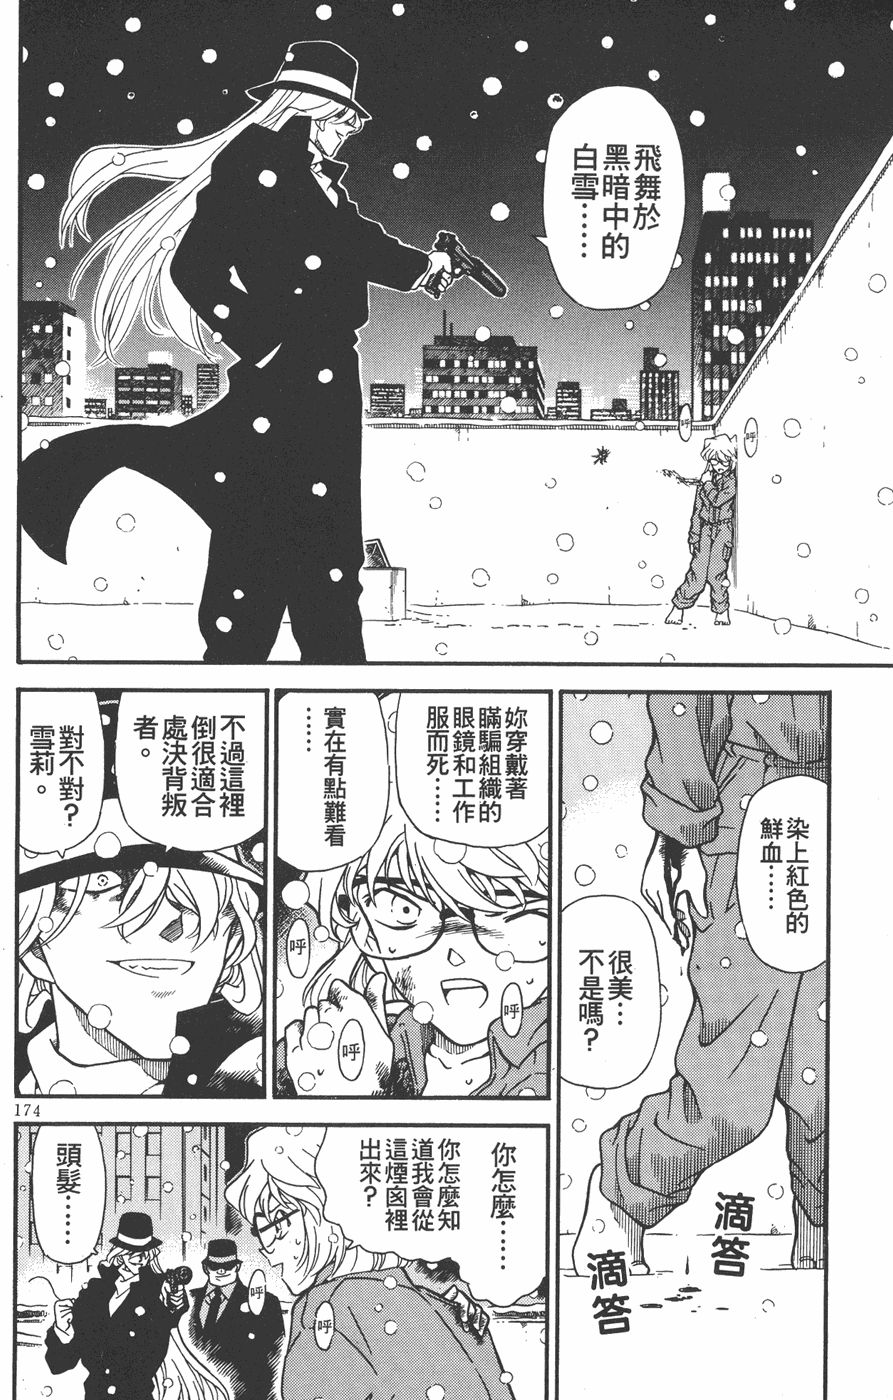 飛舞於
黑暗中的
白雪……
呼
呼
染上紅色的
鮮血……
很美…
不是嗎？
滴答
滴答
妳穿戴著
瞞騙組織的
眼鏡和工作
服而死……
實在有點難看
……
呼
呼
呼
不過這裡
倒很適合
處決背叛
者。
對不對？
雪莉。
174
你怎麼……
你怎麼知
道我會從
這煙囪裡
出來？
呼
呼
頭髮……